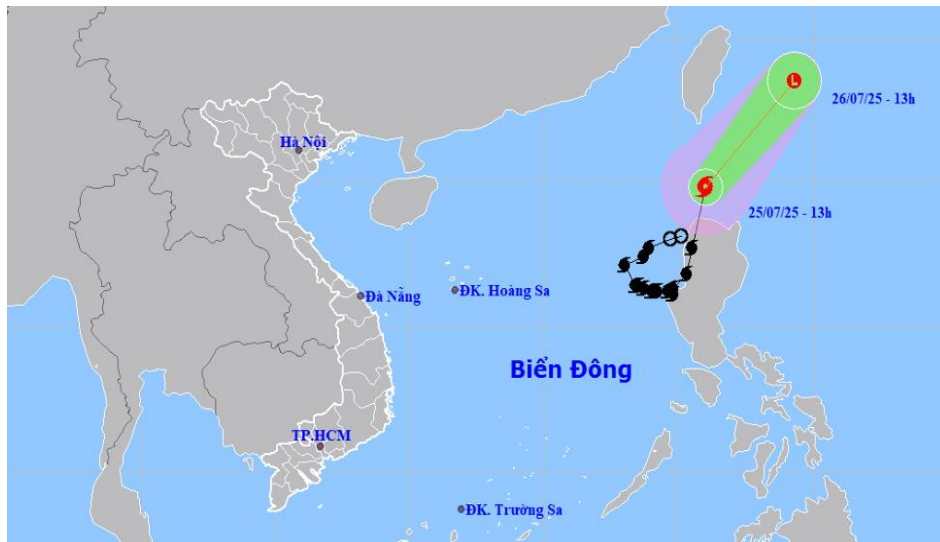 26/07/25 - 13h
Hà Nội
L
25/07/25 - 13h
Đà Nẵng
ĐK. Hoàng Sa
Biển Đông
TP.HCM
ĐK. Trường Sa